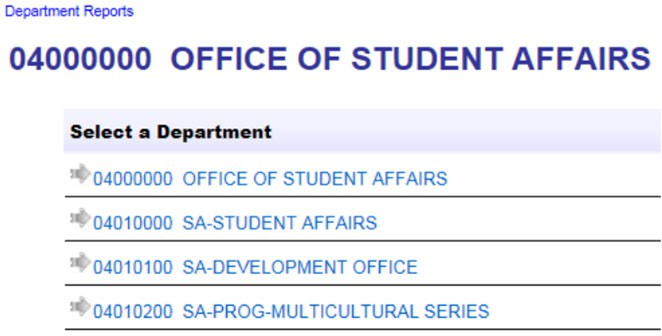 Department Reports
04000000 OFFICE OF STUDENT AFFAIRS
Select a Department
04000000 OFFICE OF STUDENT AFFAIRS
04010000 SA-STUDENT AFFAIRS
04010100 SA-DEVELOPMENT OFFICE
04010200 SA-PROG-MULTICULTURAL SERIES